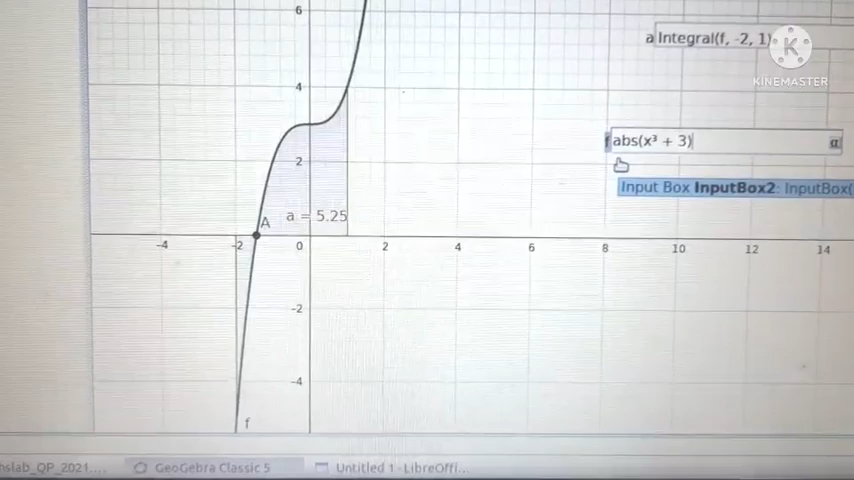 6
a Integral(f, -2, 1)
KINEMASTER
4
f abs(x³ + 3)
α
2
Input Box InputBox2: InputBox(
A
a = 5.25
-4
-2
0
2
4
6
8
10
12
14
-2
-4
f
hslab_QP_2021....
GeoGebra Classic 5
Untitled 1 - LibreOffi...